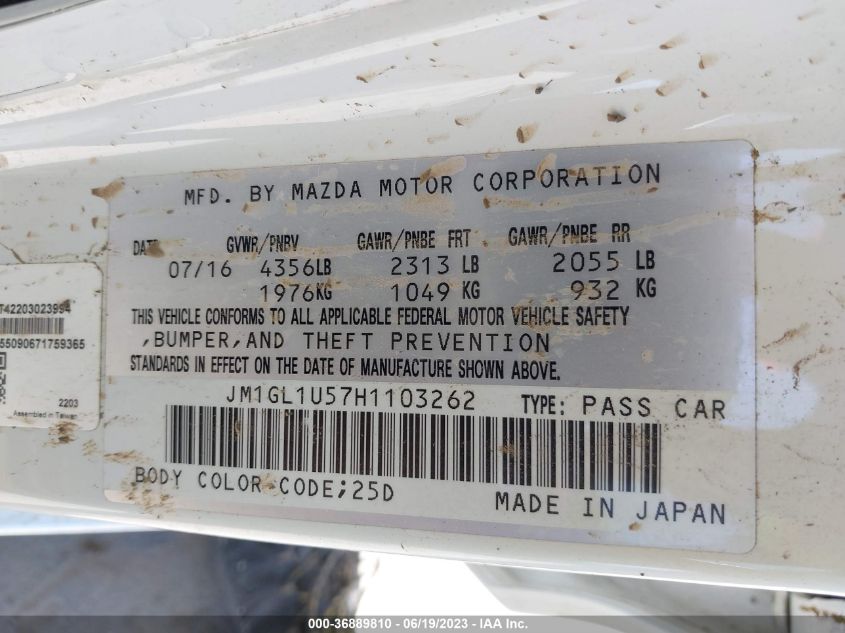 MFD. BY MAZDA MOTOR CORPORATION
DATE GVWR/PNBV GAWR/PNBE FRT GAWR/PNBE RR
07/16 4356LB 2313 LB 2055 LB
1976KG 1049 KG 932 KG
THIS VEHICLE CONFORMS TO ALL APPLICABLE FEDERAL MOTOR VEHICLE SAFETY
,BUMPER,AND THEFT PREVENTION
STANDARDS IN EFFECT ON THE DATE OF MANUFACTURE SHOWN ABOVE.
JM1GL1U57H1103262 TYPE: PASS CAR
BODY COLOR CODE;25D
MADE IN JAPAN
T42203023994
55090671759365
2203
Assembled in Taiwan
000-36889810 - 06/19/2023 - IAAI.com